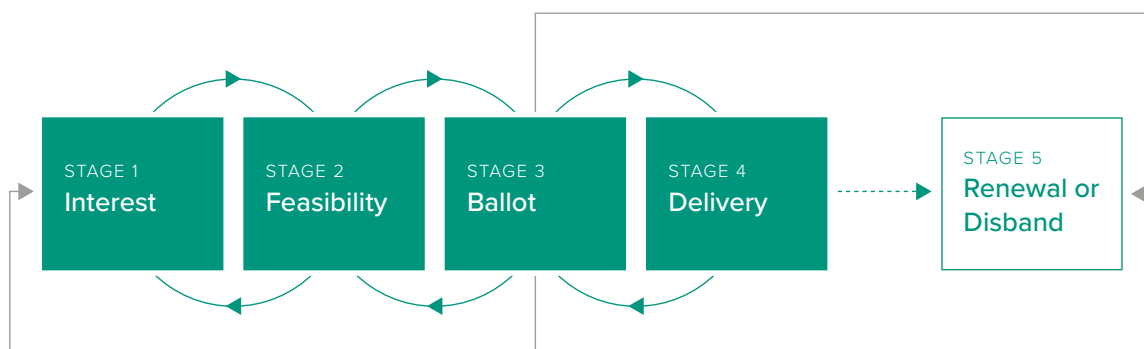 STAGE 1
Interest
STAGE 2
Feasibility
STAGE 3
Ballot
STAGE 4
Delivery
STAGE 5
Renewal or
Disband